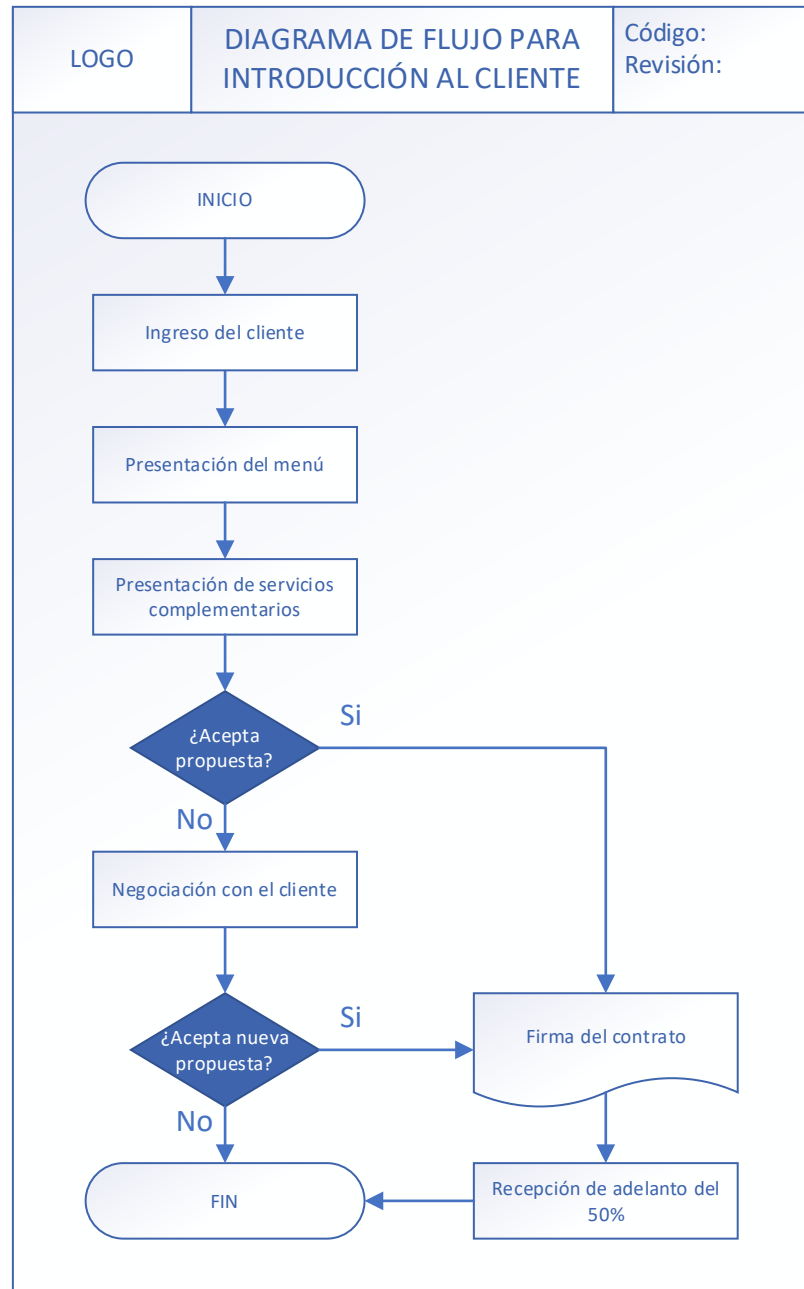 LOGO
DIAGRAMA DE FLUJO PARA
INTRODUCCIÓN AL CLIENTE
Código:
Revisión:
INICIO
Ingreso del cliente
Presentación del menú
Presentación de servicios
complementarios
¿Acepta
propuesta?
Si
No
Negociación con el cliente
¿Acepta nueva
propuesta?
Si
Firma del contrato
No
FIN
Recepción de adelanto del
50%